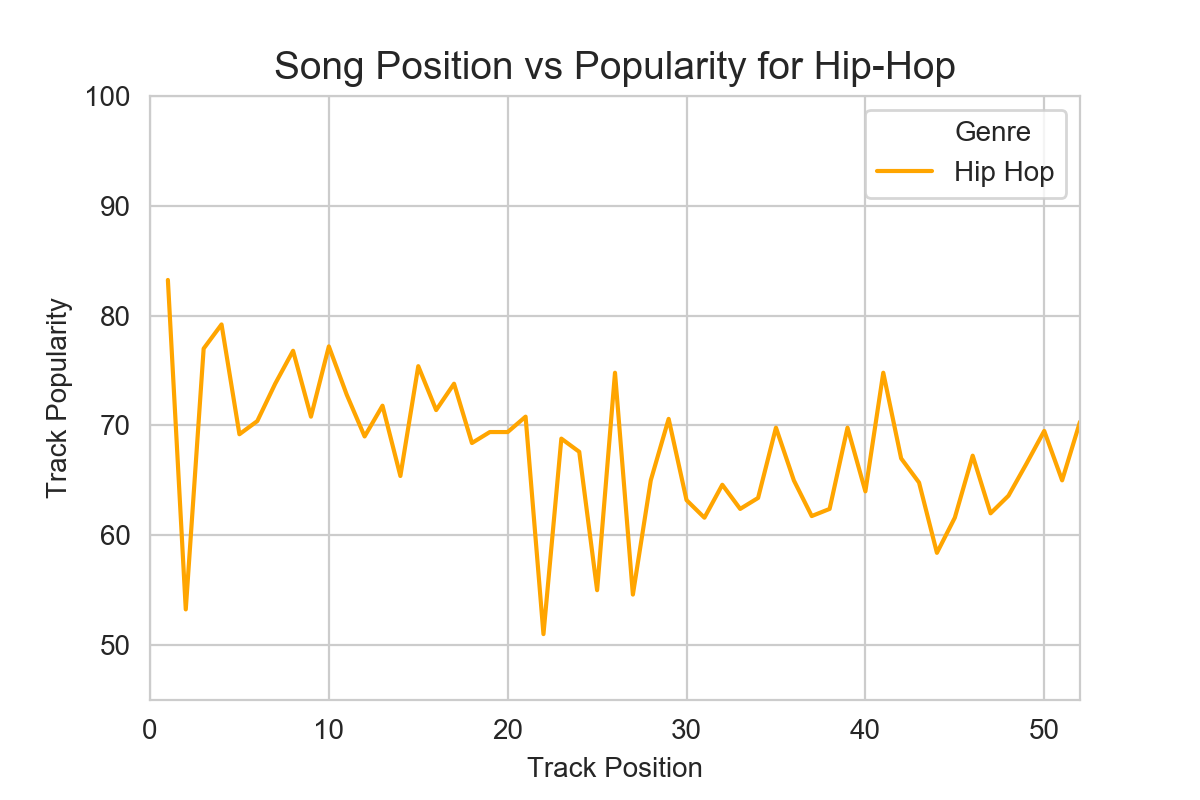 Song Position vs Popularity for Hip-Hop
100
90
80
70
60
50
Track Popularity
Genre
Hip Hop
0 10 20 30 40 50
Track Position